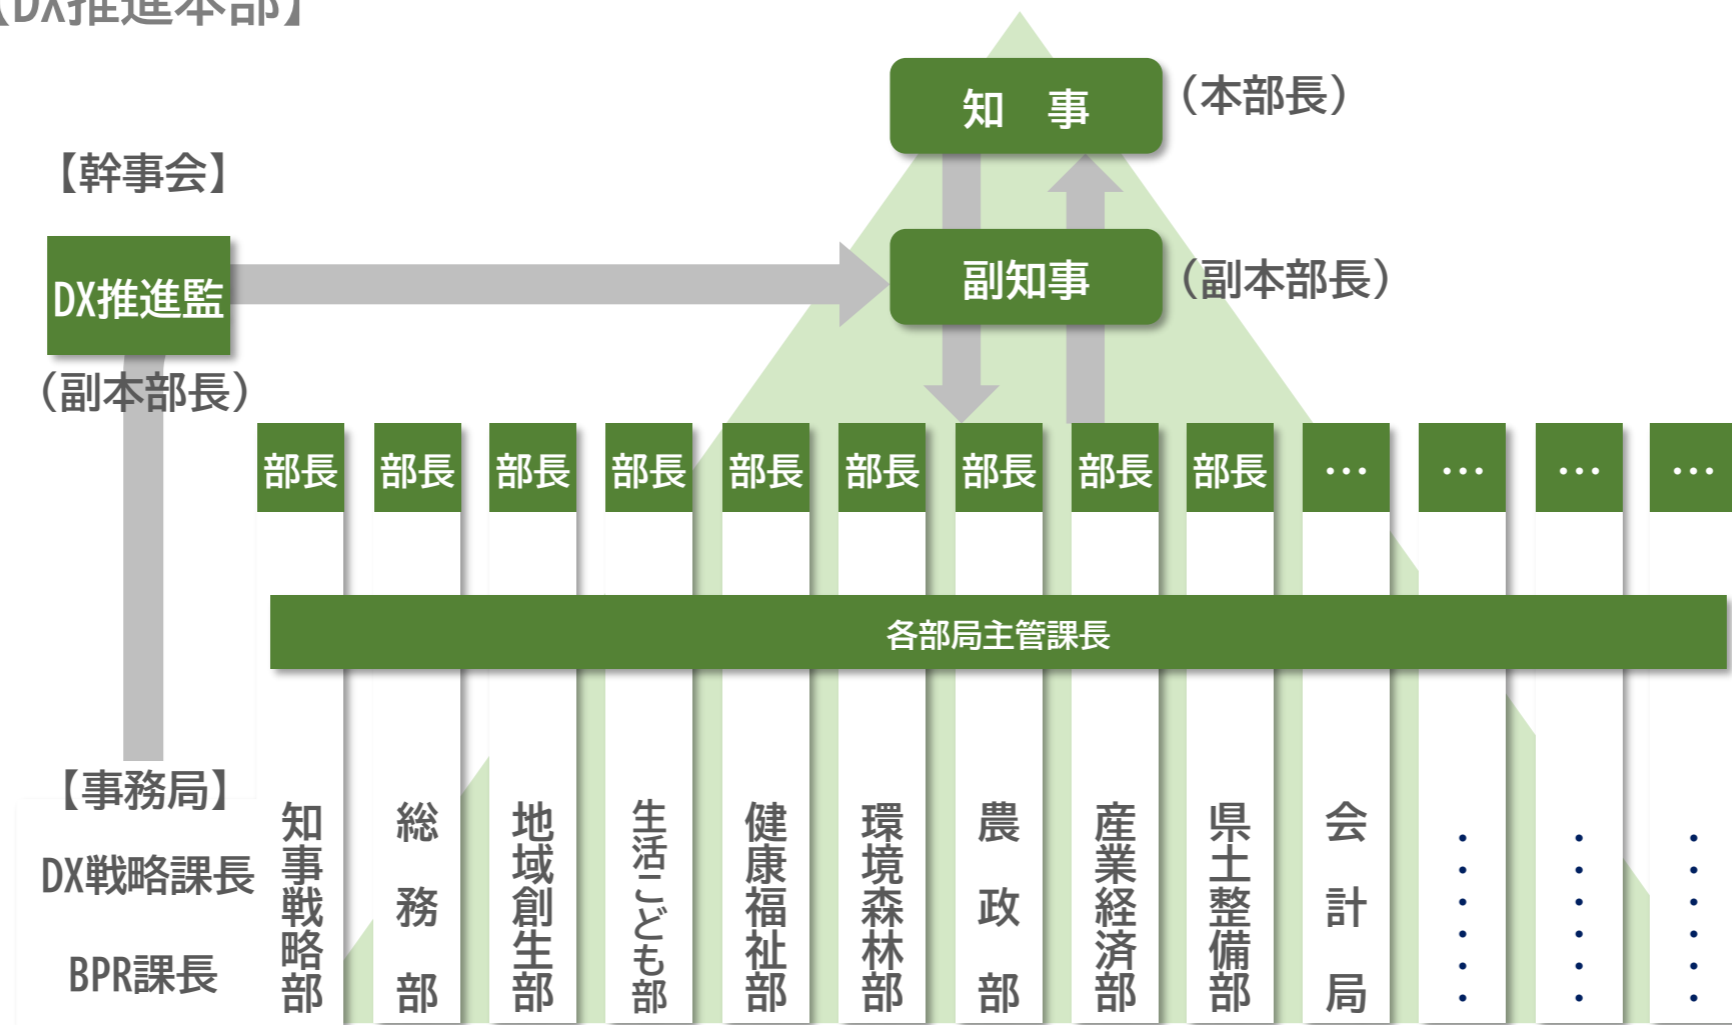 【DX推進本部】
知　事
（本部長）
【幹事会】
DX推進監
（副本部長）
副知事
（副本部長）
部長
部長
部長
部長
部長
部長
部長
部長
部長
…
…
…
…
各部局主管課長
【事務局】
DX戦略課長
BPR課長
知事戦略部
総務部
地域創生部
生活こども部
健康福祉部
環境森林部
農政部
産業経済部
県土整備部
会計局
・・・・・・
・・・・・・
・・・・・・